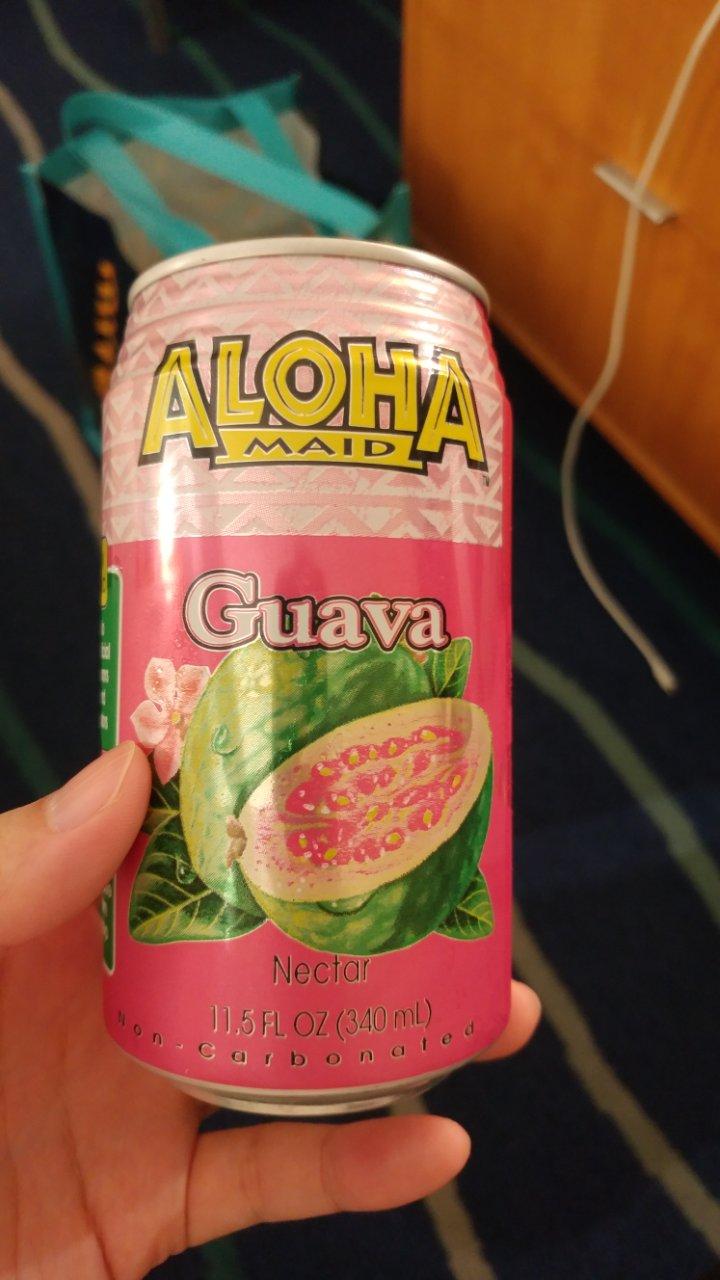 ALOHA
MAID
Guava
Nectar
11.5 FL OZ (340 mL)
Non-Carbonated